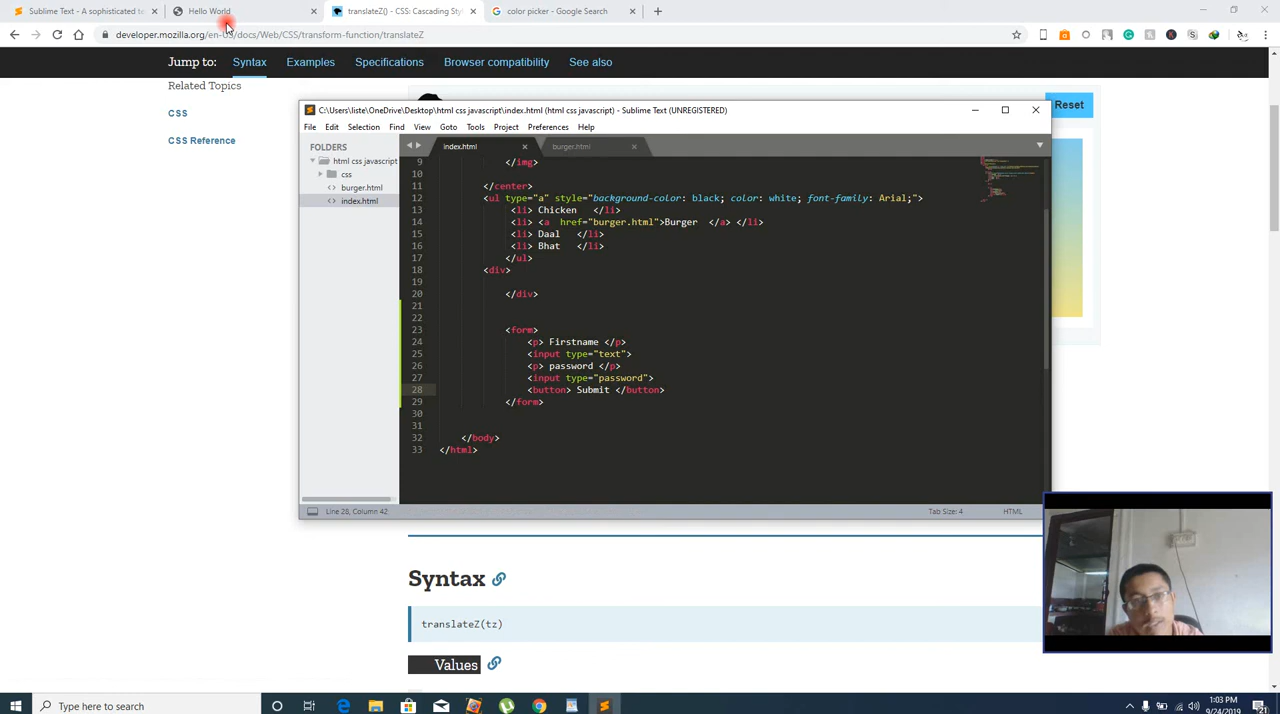 Sublime Text - A sophisticated te
Hello World
translateZ() - CSS: Cascading Sty
color picker - Google Search
developer.mozilla.org/en-US/docs/Web/CSS/transform-function/translateZ
Jump to: Syntax Examples Specifications Browser compatibility See also
Related Topics
CSS
CSS Reference
Reset
C:\Users\liste\OneDrive\Desktop\html css javascript\index.html (html css javascript) - Sublime Text (UNREGISTERED)
File Edit Selection Find View Goto Tools Project Preferences Help
FOLDERS
html css javascript
css
burger.html
index.html
index.html burger.html
9 </img>
10
11 </center>
12 <ul type="a" style="background-color: black; color: white; font-family: Arial;">
13 <li> Chicken </li>
14 <li> <a href="burger.html">Burger </a> </li>
15 <li> Daal </li>
16 <li> Bhat </li>
17 </ul>
18 <div>
19
20 </div>
21
22
23 <form>
24 <p> Firstname </p>
25 <input type="text">
26 <p> password </p>
27 <input type="password">
28 <button> Submit </button>
29 </form>
30
31
32 </body>
33 </html>
Line 28, Column 42
Tab Size: 4
HTML
Syntax
translateZ(tz)
Values
Type here to search
1:03 PM
9/24/2019
21